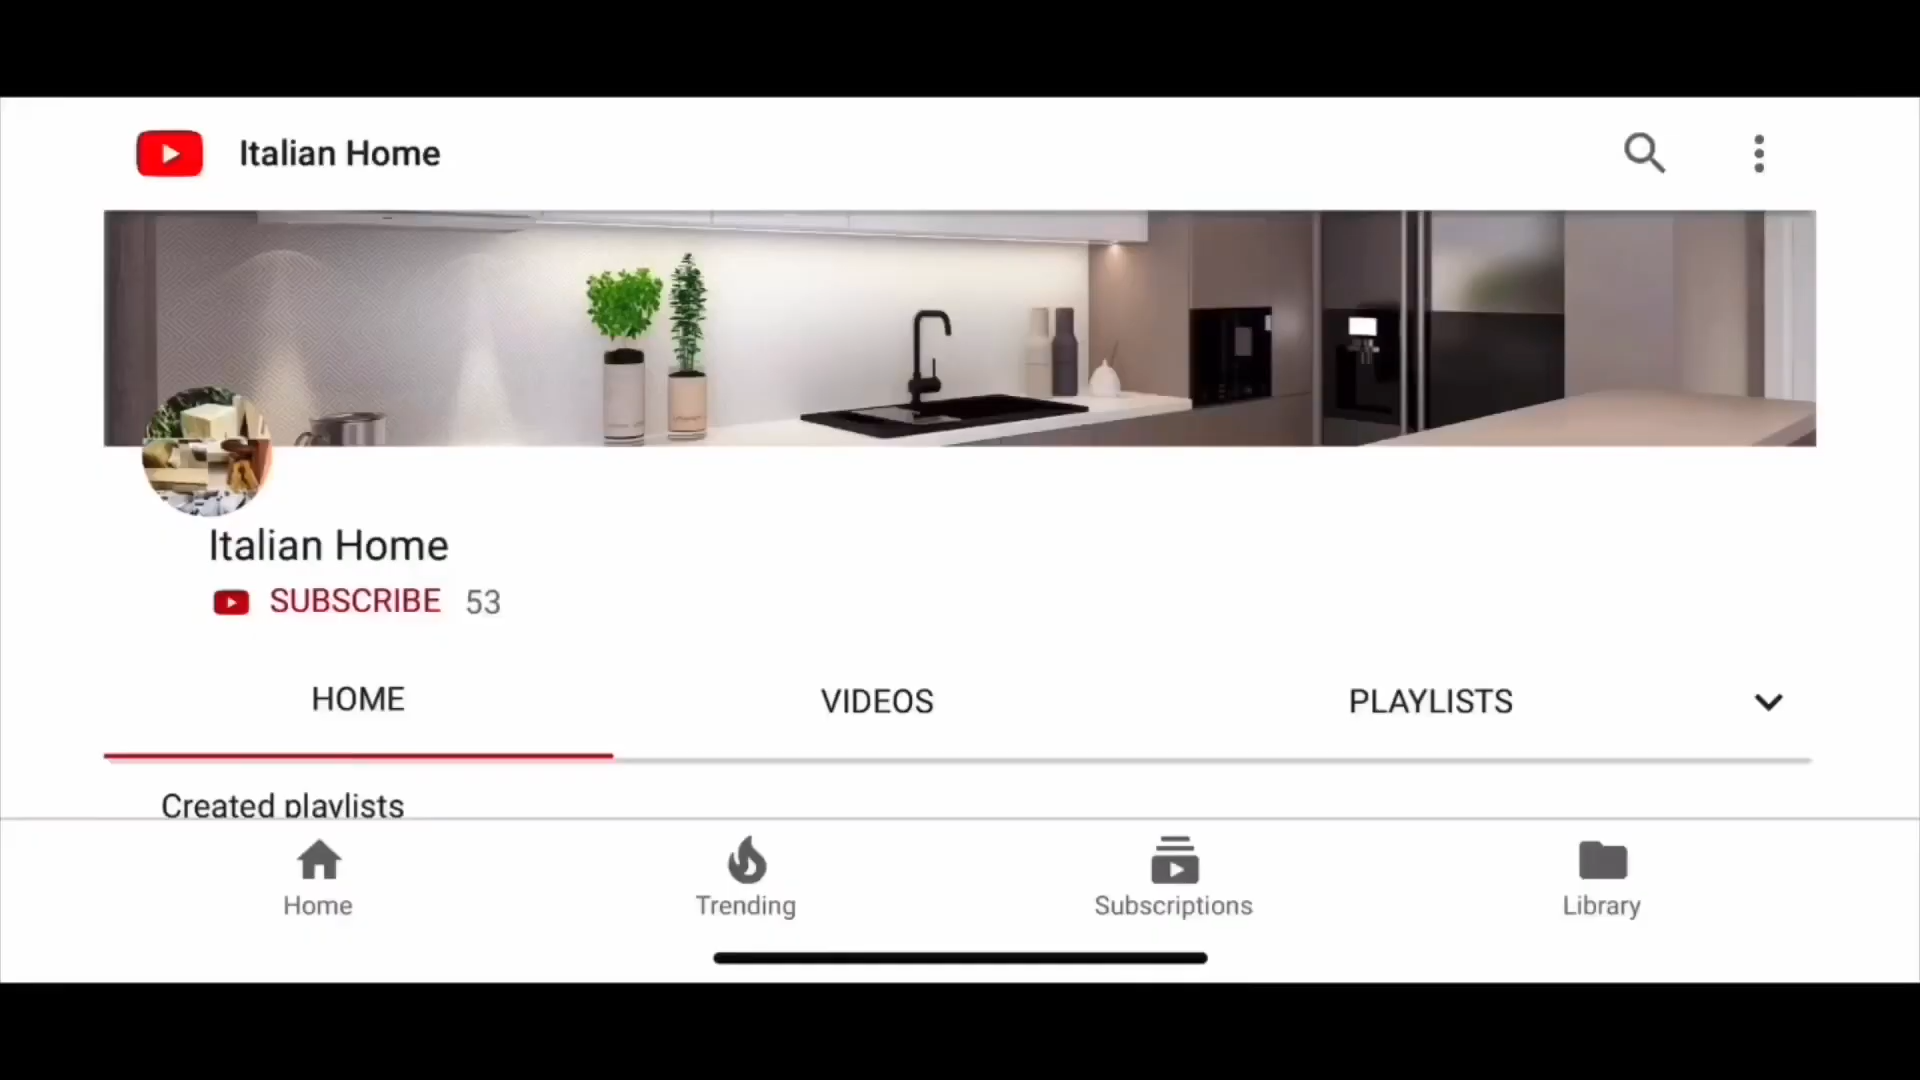 Italian Home
Italian Home
SUBSCRIBE 53
HOME VIDEOS PLAYLISTS
Created playlists
Home Trending Subscriptions Library